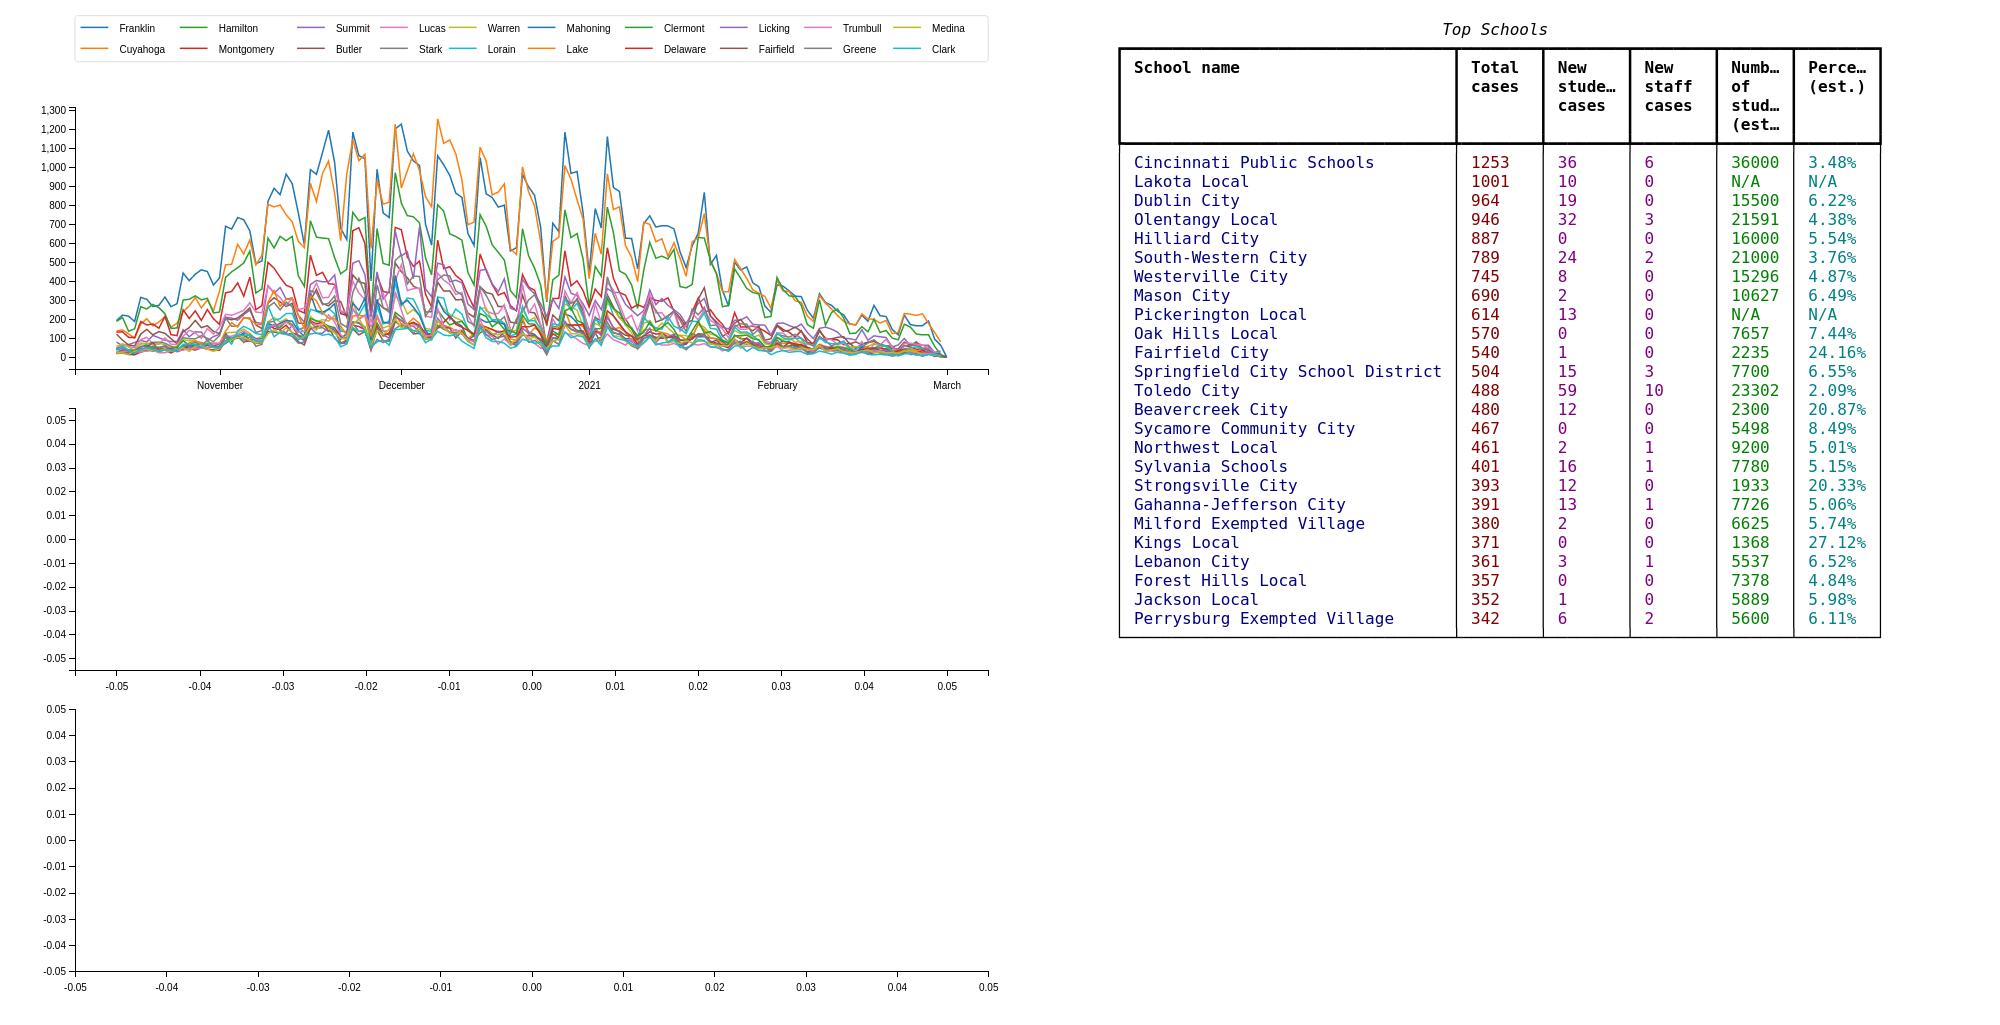 Franklin Hamilton Summit Lucas Warren Mahoning Clermont Licking Trumbull Medina
Cuyahoga Montgomery Butler Stark Lorain Lake Delaware Fairfield Greene Clark
1,300
1,200
1,100
1,000
900
800
700
600
500
400
300
200
100
0
November December 2021 February March
0.05
0.04
0.03
0.02
0.01
0.00
-0.01
-0.02
-0.03
-0.04
-0.05
-0.05 -0.04 -0.03 -0.02 -0.01 0.00 0.01 0.02 0.03 0.04 0.05
0.05
0.04
0.03
0.02
0.01
0.00
-0.01
-0.02
-0.03
-0.04
-0.05
-0.05 -0.04 -0.03 -0.02 -0.01 0.00 0.01 0.02 0.03 0.04 0.05
Top Schools
School name Total New New Numb… Perce…
cases stude… staff of (est.)
cases cases stud…
(est…
Cincinnati Public Schools 1253 36 6 36000 3.48%
Lakota Local 1001 10 0 N/A N/A
Dublin City 964 19 0 15500 6.22%
Olentangy Local 946 32 3 21591 4.38%
Hilliard City 887 0 0 16000 5.54%
South-Western City 789 24 2 21000 3.76%
Westerville City 745 8 0 15296 4.87%
Mason City 690 2 0 10627 6.49%
Pickerington Local 614 13 0 N/A N/A
Oak Hills Local 570 0 0 7657 7.44%
Fairfield City 540 1 0 2235 24.16%
Springfield City School District 504 15 3 7700 6.55%
Toledo City 488 59 10 23302 2.09%
Beavercreek City 480 12 0 2300 20.87%
Sycamore Community City 467 0 0 5498 8.49%
Northwest Local 461 2 1 9200 5.01%
Sylvania Schools 401 16 1 7780 5.15%
Strongsville City 393 12 0 1933 20.33%
Gahanna-Jefferson City 391 13 1 7726 5.06%
Milford Exempted Village 380 2 0 6625 5.74%
Kings Local 371 0 0 1368 27.12%
Lebanon City 361 3 1 5537 6.52%
Forest Hills Local 357 0 0 7378 4.84%
Jackson Local 352 1 0 5889 5.98%
Perrysburg Exempted Village 342 6 2 5600 6.11%